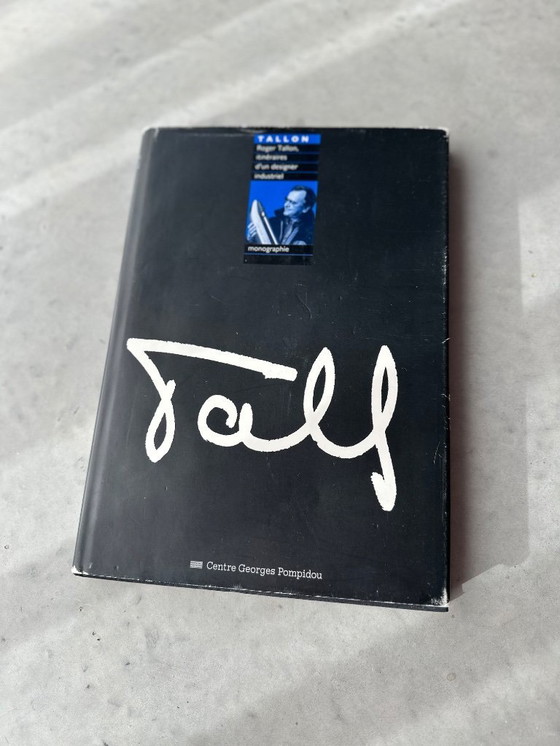 TALLON
Roger Tallon,
itinéraires
d'un designer
industriel
monographie
Tall
Centre Georges Pompidou